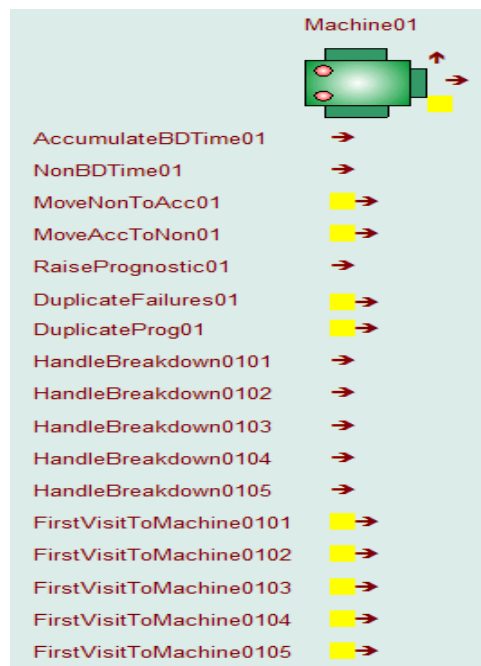 Machine01
AccumulateBDTime01
NonBDTime01
MoveNonToAcc01
MoveAccToNon01
RaisePrognostic01
DuplicateFailures01
DuplicateProg01
HandleBreakdown0101
HandleBreakdown0102
HandleBreakdown0103
HandleBreakdown0104
HandleBreakdown0105
FirstVisitToMachine0101
FirstVisitToMachine0102
FirstVisitToMachine0103
FirstVisitToMachine0104
FirstVisitToMachine0105